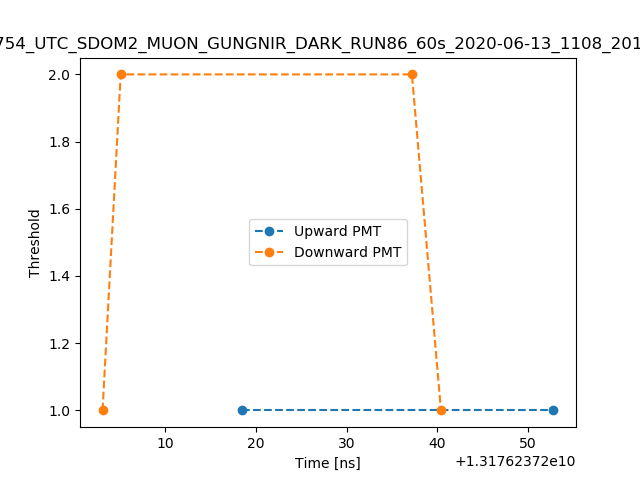 754_UTC_SDOM2_MUON_GUNGNIR_DARK_RUN86_60s_2020-06-13_1108_201
2.0
1.8
1.6
1.4
1.2
1.0
Threshold
Upward PMT
Downward PMT
10 20 30 40 50
Time [ns]
+1.31762372e10